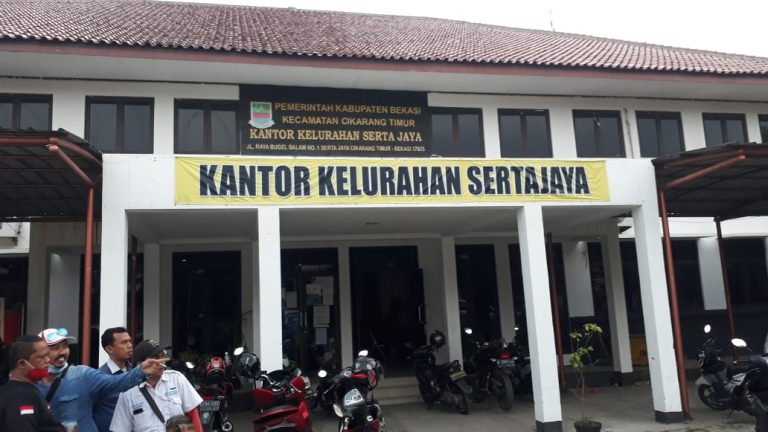 PEMERINTAH KABUPATEN BEKASI
KECAMATAN CIKARANG TIMUR
KANTOR KELURAHAN SERTA JAYA
JL. RAYA BUGEL SALAM NO. 1 SERTA JAYA CIKARANG TIMUR - BEKASI 17823
KANTOR KELURAHAN SERTAJAYA